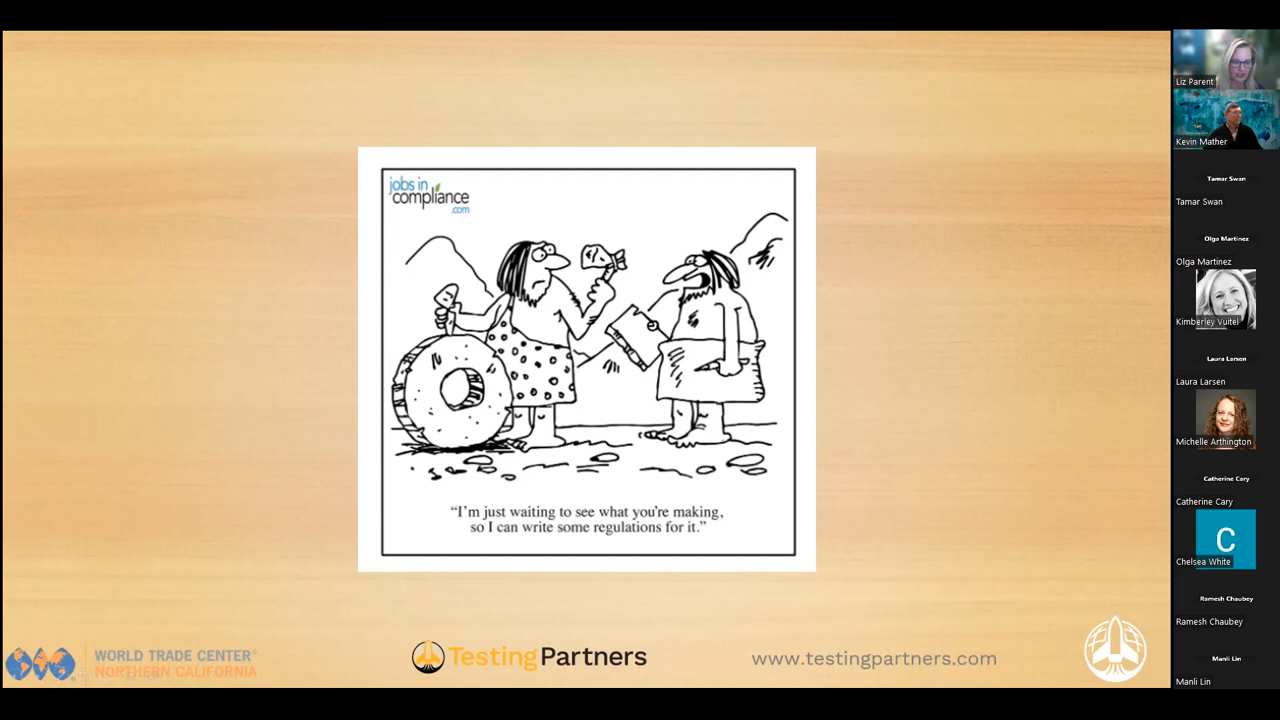 jobs in
compliance
.com
“I'm just waiting to see what you're making,
so I can write some regulations for it.”
WORLD TRADE CENTER®
NORTHERN CALIFORNIA
TestingPartners
www.testingpartners.com
Liz Parent
Kevin Mather
Tamar Swan
Tamar Swan
Olga Martinez
Olga Martinez
Kimberley Vuitel
Laura Larsen
Laura Larsen
Michelle Arthington
Catherine Cary
Catherine Cary
C
Chelsea White
Ramesh Chaubey
Ramesh Chaubey
Manli Lin
Manli Lin